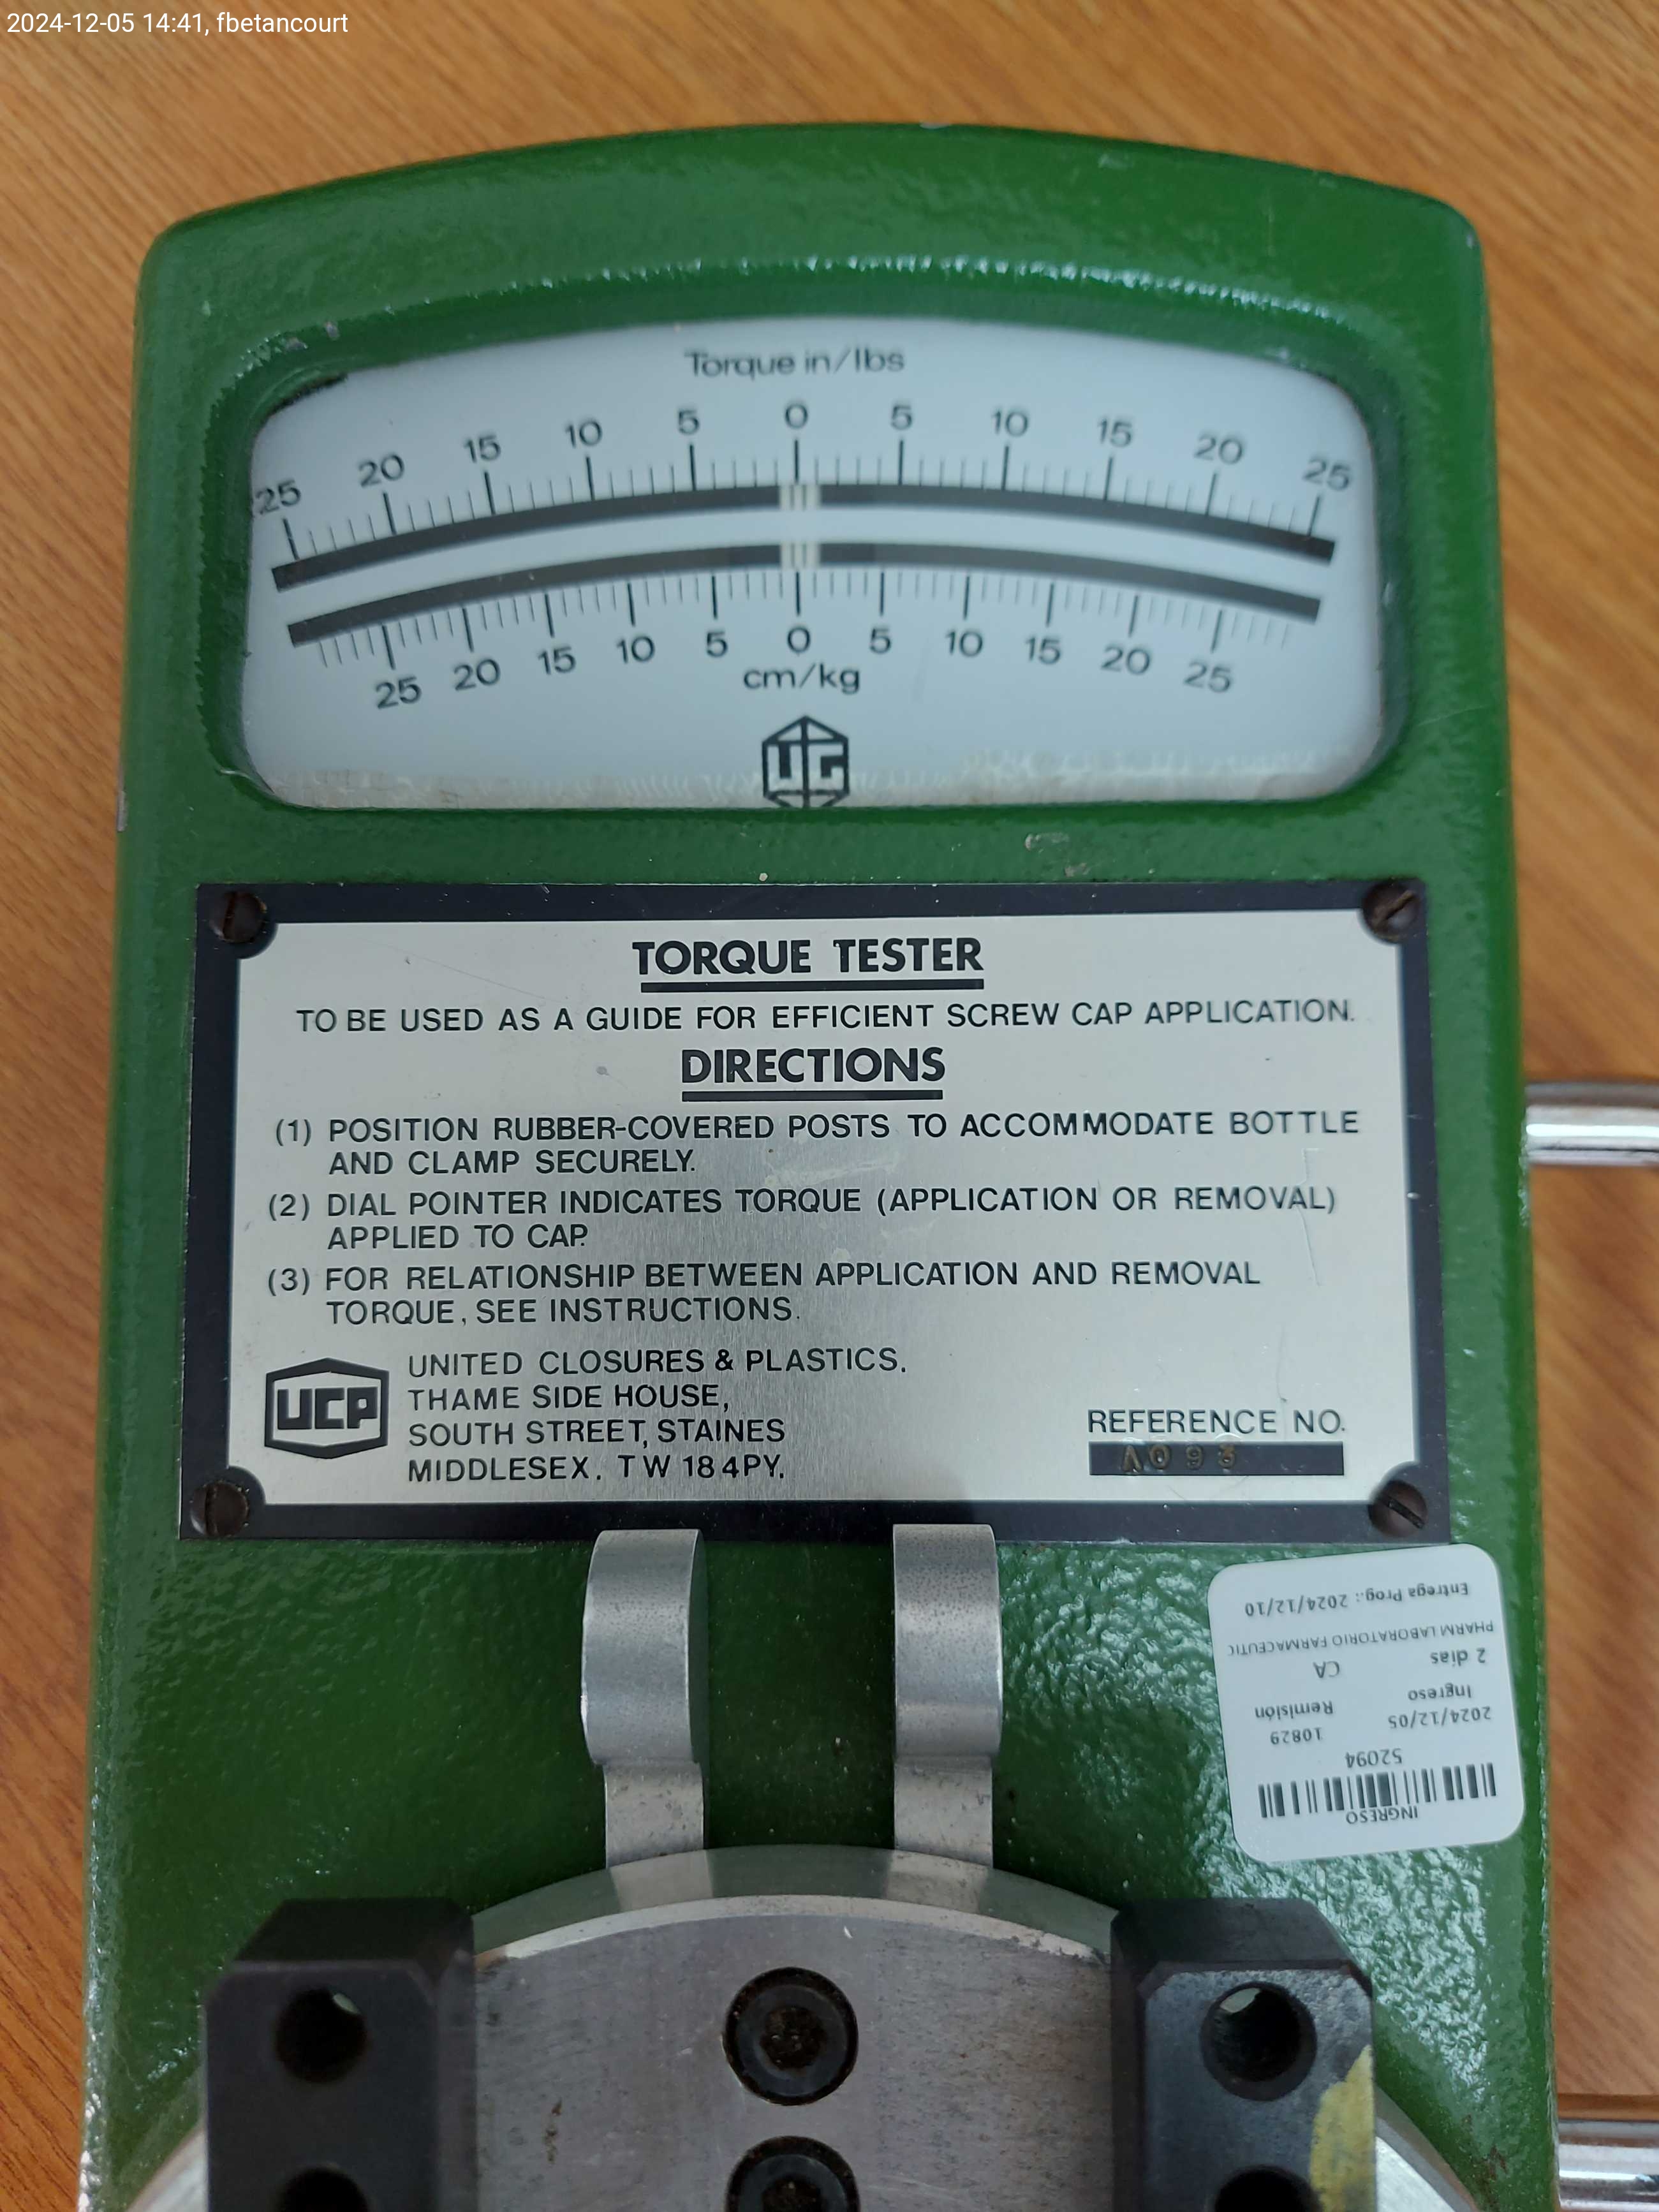 2024-12-05 14:41, fbetancourt
Torque in/lbs
25 20 15 10 5 0 5 10 15 20 25
25 20 15 10 5 0 5 10 15 20 25
cm/kg
UG
TORQUE TESTER
TO BE USED AS A GUIDE FOR EFFICIENT SCREW CAP APPLICATION.
DIRECTIONS
(1) POSITION RUBBER-COVERED POSTS TO ACCOMMODATE BOTTLE
AND CLAMP SECURELY.
(2) DIAL POINTER INDICATES TORQUE (APPLICATION OR REMOVAL)
APPLIED TO CAP.
(3) FOR RELATIONSHIP BETWEEN APPLICATION AND REMOVAL
TORQUE, SEE INSTRUCTIONS.
UCP
UNITED CLOSURES & PLASTICS.
THAME SIDE HOUSE,
SOUTH STREET, STAINES
MIDDLESEX. TW 18 4PY.
REFERENCE NO.
INGRESO
52094
2024/12/05 10829
Ingreso Remisión
2 días CA
PHARM LABORATORIO FARMACEUTIC
Entrega Prog.: 2024/12/10